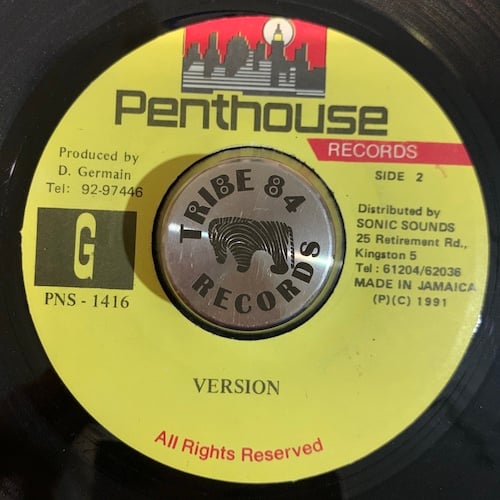 Penthouse
RECORDS
SIDE 2
Produced by
D. Germain
Tel: 92-97446
G
PNS - 1416
TRIBE 84
RECORDS
Distributed by
SONIC SOUNDS
25 Retirement Rd.,
Kingston 5
Tel : 61204/62036
MADE IN JAMAICA
(P)(C) 1991
VERSION
All Rights Reserved